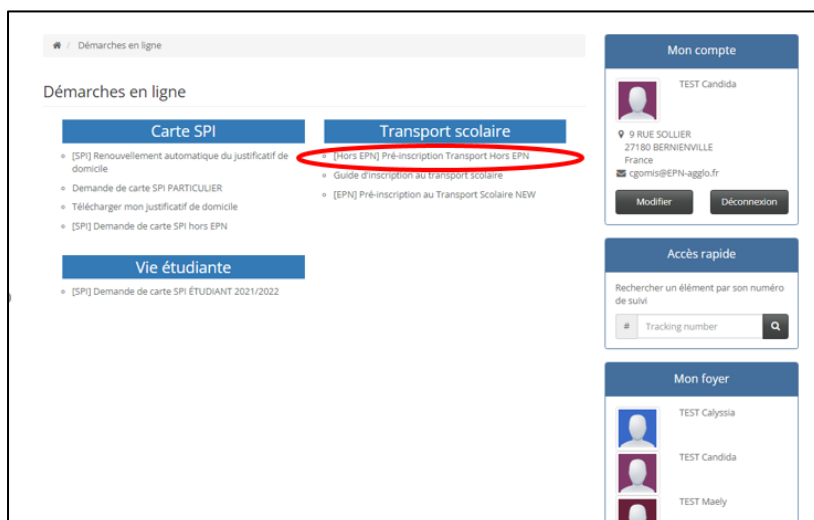 / Démarches en ligne
Démarches en ligne
Carte SPI
[SPI] Renouvellement automatique du justificatif de
domicile
Demande de carte SPI PARTICULIER
Télécharger mon justificatif de domicile
[SPI] Demande de carte SPI hors EPN
Transport scolaire
[Hors EPN] Pré-inscription Transport Hors EPN
Guide d'inscription au transport scolaire
[EPN] Pré-inscription au Transport Scolaire NEW
Vie étudiante
[SPI] Demande de carte SPI ÉTUDIANT 2021/2022
Mon compte
TEST Candida
9 RUE SOLLIER
27180 BERNIENVILLE
France
cgomis@EPN-agglo.fr
Modifier
Déconnexion
Accès rapide
Rechercher un élément par son numéro
de suivi
# Tracking number
Mon foyer
TEST Calyssia
TEST Candida
TEST Maely